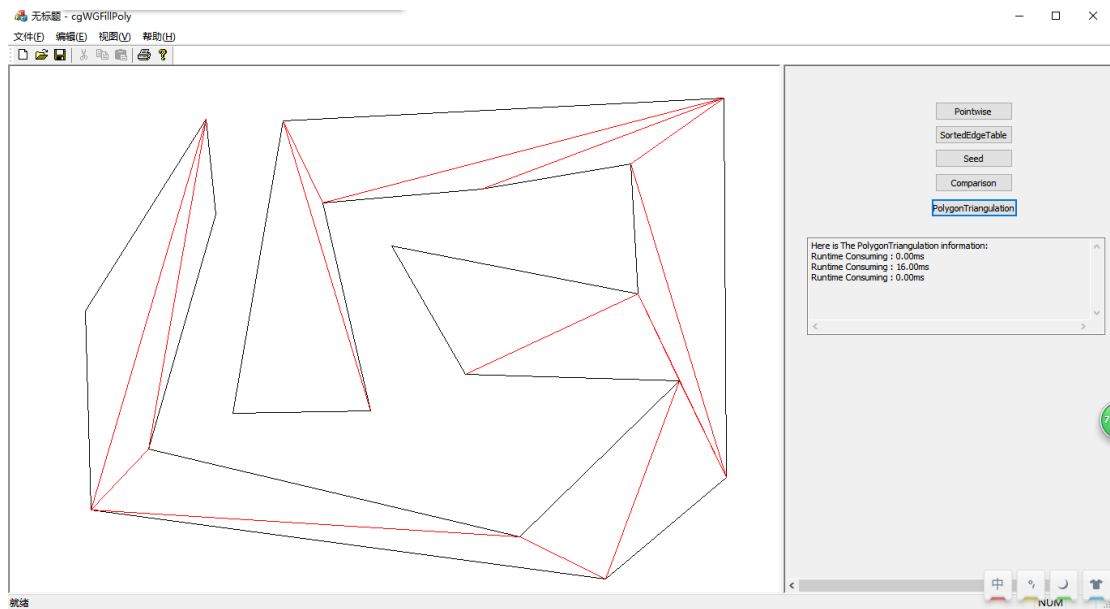 无标题 - cgWGFillPoly
文件(F) 编辑(E) 视图(V) 帮助(H)
Pointwise
SortedEdgeTable
Seed
Comparison
PolygonTriangulation
Here is The PolygonTriangulation information:
Runtime Consuming : 0.00ms
Runtime Consuming : 16.00ms
Runtime Consuming : 0.00ms
中
就绪
NUM